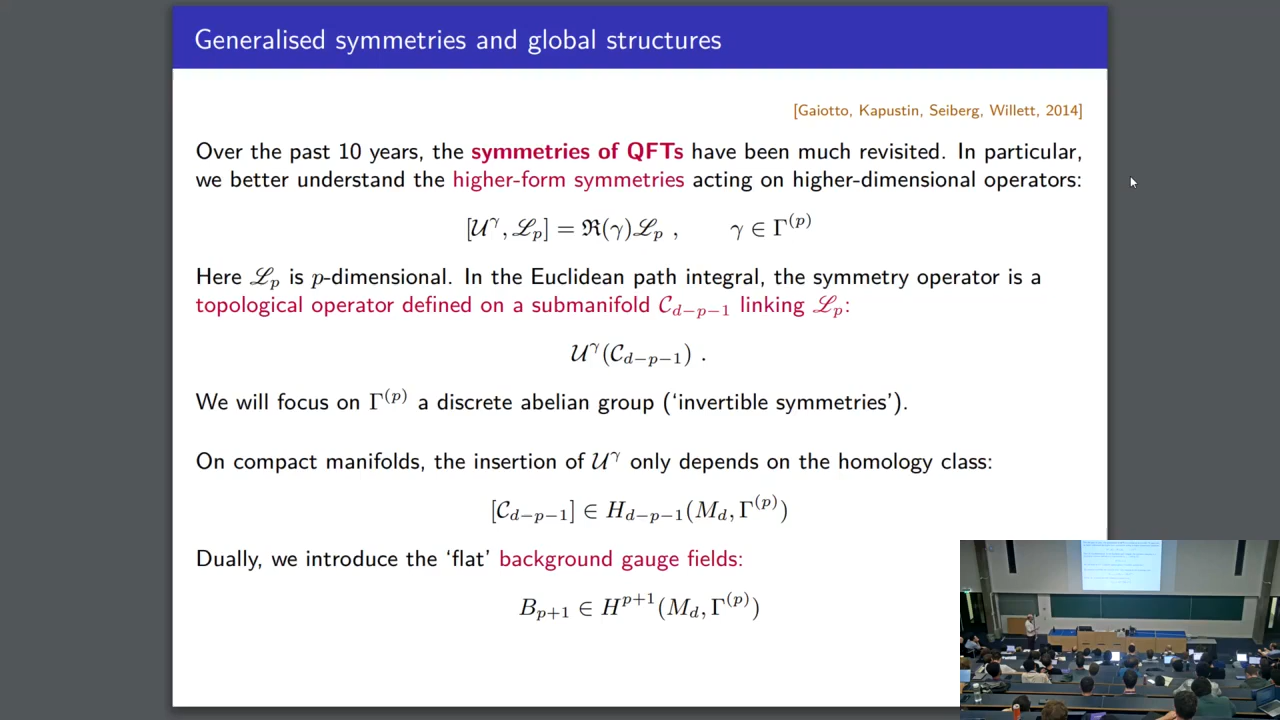 Generalised symmetries and global structures
[Gaiotto, Kapustin, Seiberg, Willett, 2014]
Over the past 10 years, the symmetries of QFTs have been much revisited. In particular,
we better understand the higher-form symmetries acting on higher-dimensional operators:
[𝒰^γ, ℒ_p] = ℜ(γ)ℒ_p , γ ∈ Γ^(p)
Here ℒ_p is p-dimensional. In the Euclidean path integral, the symmetry operator is a
topological operator defined on a submanifold 𝒞_{d−p−1} linking ℒ_p:
𝒰^γ(𝒞_{d−p−1}) .
We will focus on Γ^(p) a discrete abelian group (‘invertible symmetries’).
On compact manifolds, the insertion of 𝒰^γ only depends on the homology class:
[𝒞_{d−p−1}] ∈ H_{d−p−1}(M_d, Γ^(p))
Dually, we introduce the ‘flat’ background gauge fields:
B_{p+1} ∈ H^{p+1}(M_d, Γ^(p))